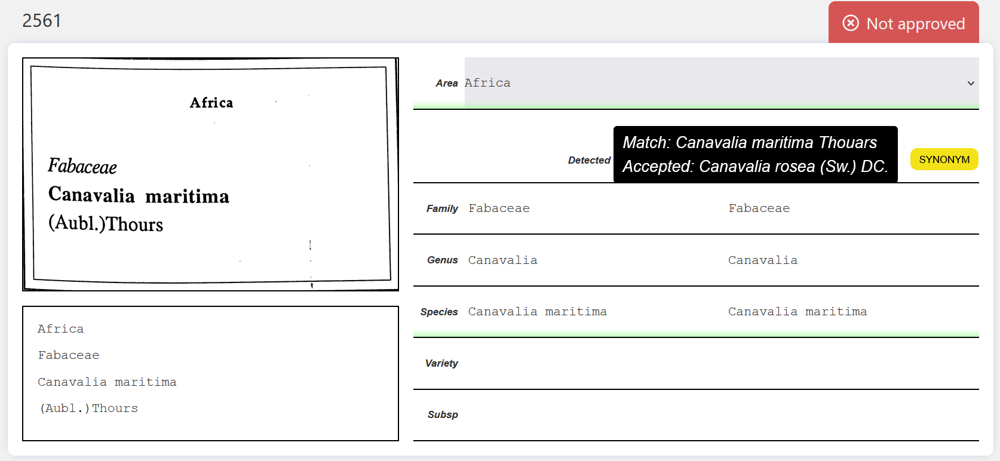 2561
Not approved
Africa
Fabaceae
Canavalia maritima
(Aubl.)Thours
Africa
Fabaceae
Canavalia maritima
(Aubl.)Thours
Area Africa
Detected
Match: Canavalia maritima Thouars
Accepted: Canavalia rosea (Sw.) DC.
SYNONYM
Family Fabaceae Fabaceae
Genus Canavalia Canavalia
Species Canavalia maritima Canavalia maritima
Variety
Subsp